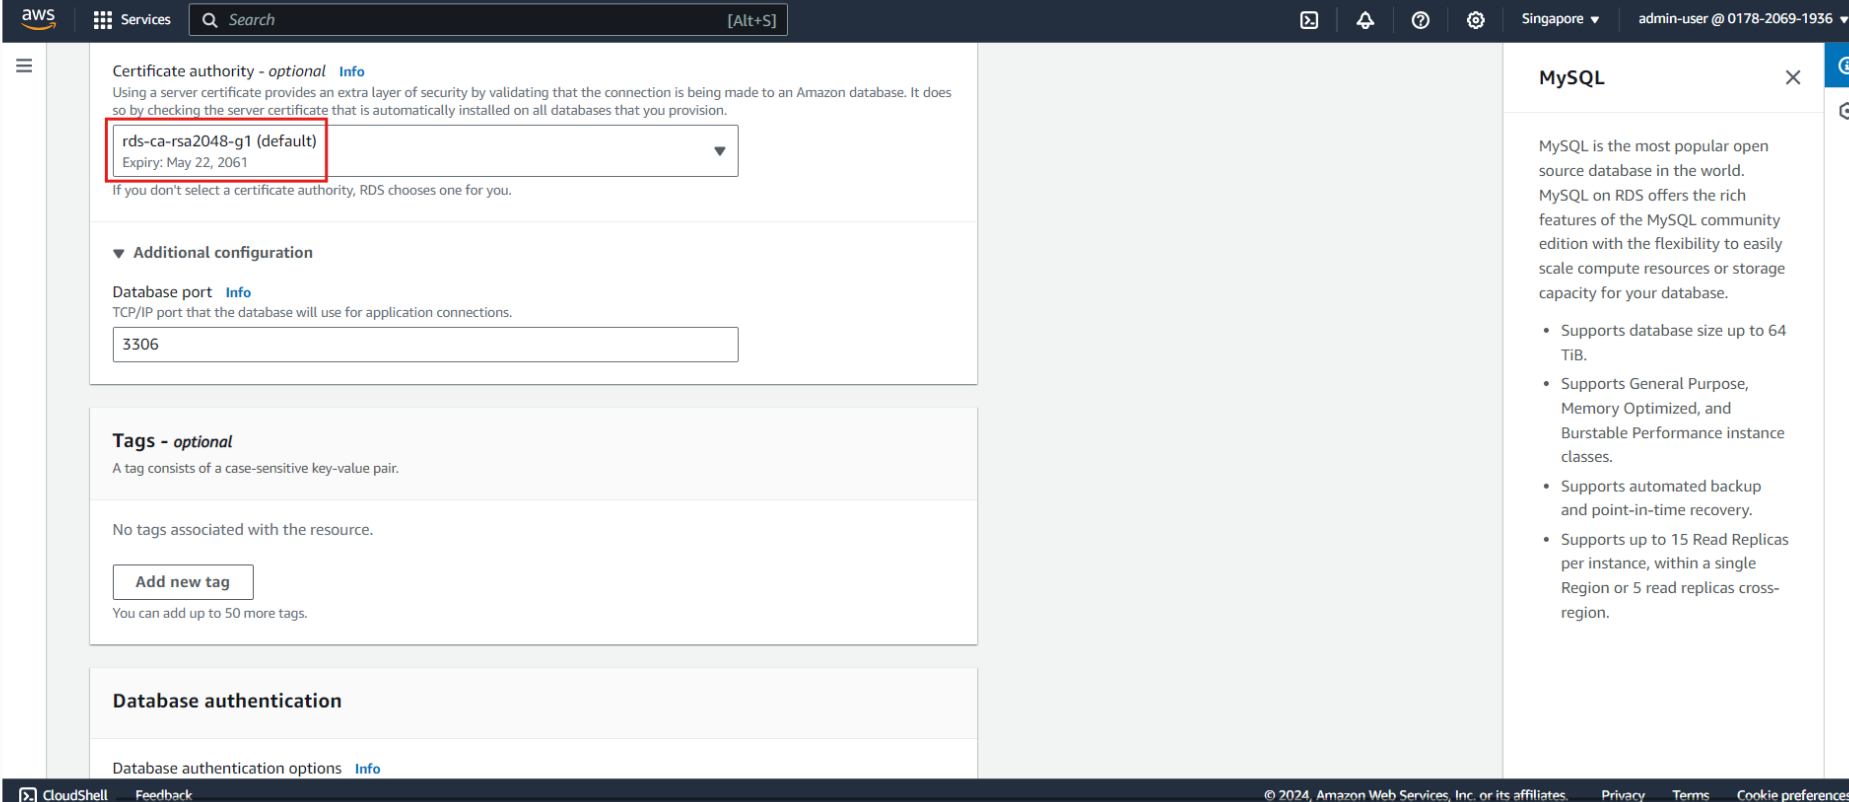 aws
Services
Search
[Alt+S]
Singapore ▼
admin-user @ 0178-2069-1936 ▼
Certificate authority - optional Info
Using a server certificate provides an extra layer of security by validating that the connection is being made to an Amazon database. It does
so by checking the server certificate that is automatically installed on all databases that you provision.
rds-ca-rsa2048-g1 (default)
Expiry: May 22, 2061
If you don't select a certificate authority, RDS chooses one for you.
Additional configuration
Database port Info
TCP/IP port that the database will use for application connections.
3306
Tags - optional
A tag consists of a case-sensitive key-value pair.
No tags associated with the resource.
Add new tag
You can add up to 50 more tags.
Database authentication
Database authentication options Info
MySQL
MySQL is the most popular open
source database in the world.
MySQL on RDS offers the rich
features of the MySQL community
edition with the flexibility to easily
scale compute resources or storage
capacity for your database.
• Supports database size up to 64
TiB.
• Supports General Purpose,
Memory Optimized, and
Burstable Performance instance
classes.
• Supports automated backup
and point-in-time recovery.
• Supports up to 15 Read Replicas
per instance, within a single
Region or 5 read replicas cross-
region.
CloudShell
Feedback
© 2024, Amazon Web Services, Inc. or its affiliates.
Privacy
Terms
Cookie preferences